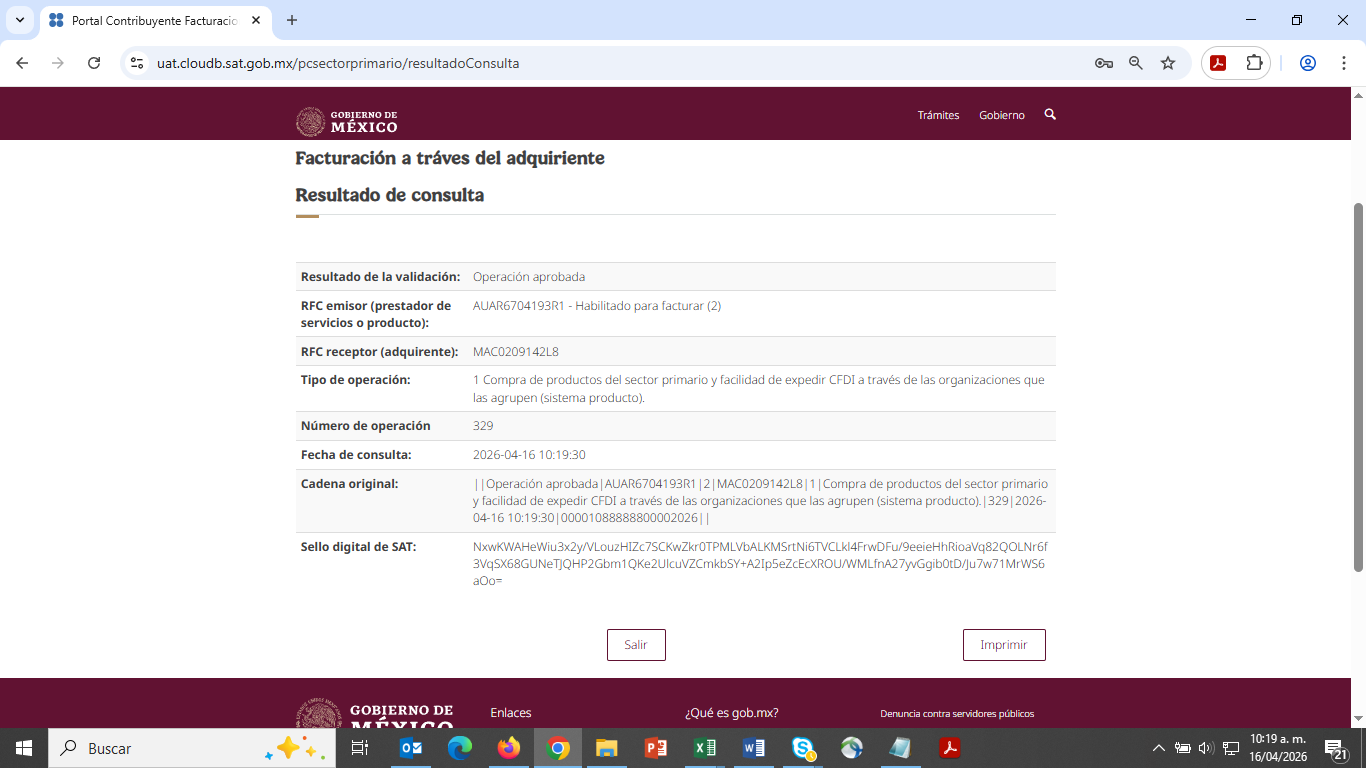 Portal Contribuyente Facturacio
uat.cloudb.sat.gob.mx/pcsectorprimario/resultadoConsulta
GOBIERNO DE
MÉXICO
Trámites
Gobierno
Facturación a tráves del adquiriente
Resultado de consulta
Resultado de la validación: Operación aprobada
RFC emisor (prestador de AUAR6704193R1 - Habilitado para facturar (2)
servicios o producto):
RFC receptor (adquirente): MAC0209142L8
Tipo de operación: 1 Compra de productos del sector primario y facilidad de expedir CFDI a través de las organizaciones que
las agrupen (sistema producto).
Número de operación 329
Fecha de consulta: 2026-04-16 10:19:30
Cadena original: ||Operación aprobada|AUAR6704193R1|2|MAC0209142L8|1|Compra de productos del sector primario
y facilidad de expedir CFDI a través de las organizaciones que las agrupen (sistema producto).|329|2026-
04-16 10:19:30|00001088888800002026||
Sello digital de SAT: NxwKWAHeWiu3x2y/VLouzHIZc7SCKwZkr0TPMLVbALKMSrtNi6TVCLkl4FrwDFu/9eeieHhRioaVq82QOLNr6f
3VqSX68GUNeTJQHP2Gbm1QKe2UlcuVZCmkbSY+A2Ip5eZcEcXROU/WMLfnA27yvGgib0tD/Ju7w71MrWS6
aOo=
Salir
Imprimir
GOBIERNO DE
MÉXICO
Enlaces
¿Qué es gob.mx?
Denuncia contra servidores públicos
Buscar
10:19 a. m.
16/04/2026
21